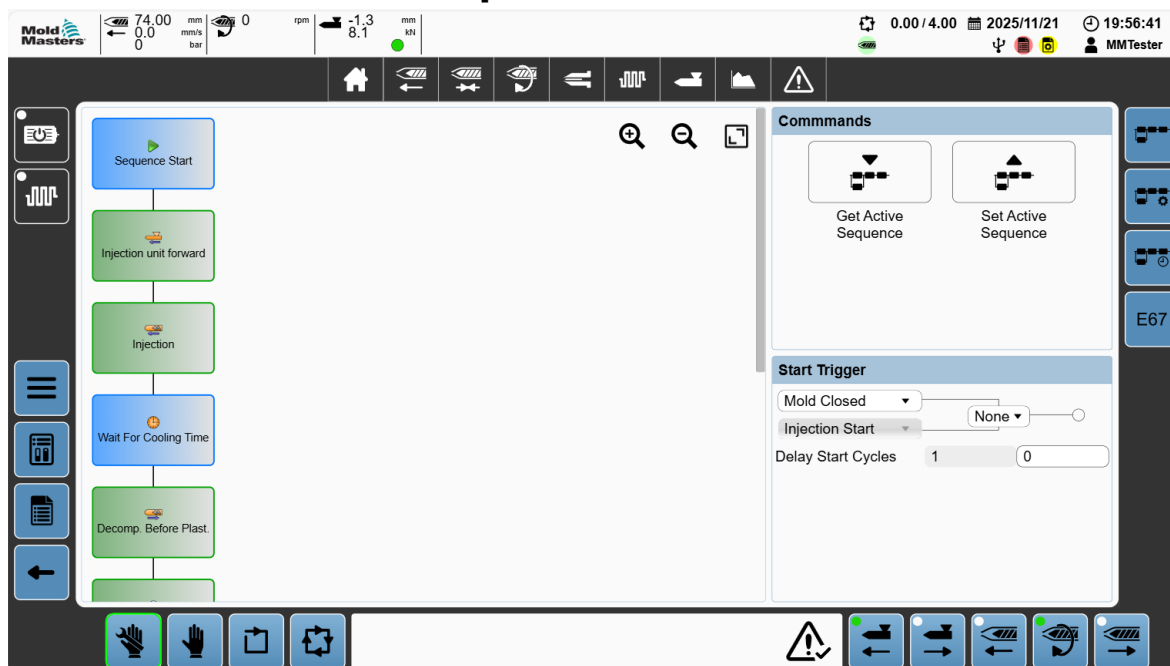 Mold
Masters
74.00 mm
0.0 mm/s
0 bar
0 rpm
-1.3 mm
8.1 kN
0.00 / 4.00
2025/11/21
19:56:41
MMTester
Sequence Start
Injection unit forward
Injection
Wait For Cooling Time
Decomp. Before Plast.
Commmands
Get Active
Sequence
Set Active
Sequence
E67
Start Trigger
Mold Closed
None
Injection Start
Delay Start Cycles 1 0